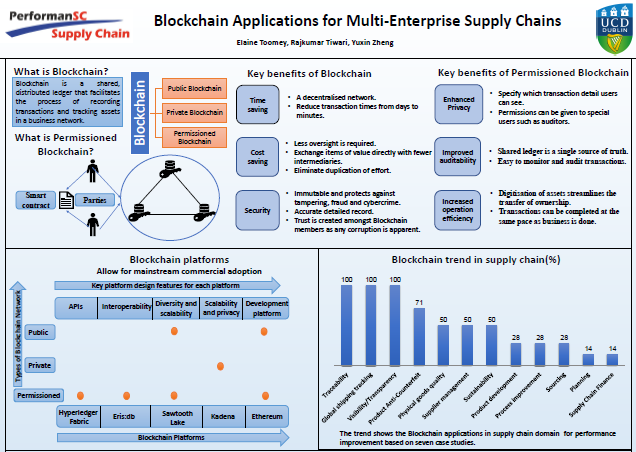 PerformanSC
Supply Chain
Blockchain Applications for Multi-Enterprise Supply Chains
Elaine Toomey, Rajkumar Tiwari, Yuxin Zheng
UCD
DUBLIN
What is Blockchain?
Blockchain is a shared,
distributed ledger that facilitates
the process of recording
transactions and tracking assets
in a business network.
What is Permissioned
Blockchain?
Blockchain
Public Blockchain
Private Blockchain
Permissioned
Blockchain
Smart
contract
Parties
Key benefits of Blockchain
Time
saving
• A decentralised network.
• Reduce transaction times from days to
minutes.
Cost
saving
• Less oversight is required.
• Exchange items of value directly with fewer
intermediaries.
• Eliminate duplication of effort.
Security
• Immutable and protects against
tampering, fraud and cybercrime.
• Accurate detailed record.
• Trust is created amongst Blockchain
members as any corruption is apparent.
Key benefits of Permissioned Blockchain
Enhanced
Privacy
• Specify which transaction detail users
can see.
• Permissions can be given to special
users such as auditors.
Improved
auditability
• Shared ledger is a single source of truth.
• Easy to monitor and audit transactions.
Increased
operation
efficiency
• Digitisation of assets streamlines the
transfer of ownership.
• Transactions can be completed at the
same pace as business is done.
Blockchain platforms
Allow for mainstream commercial adoption
Key platform design features for each platform
Types of Blockchain Network
APIs
Interoperability
Diversity and
scalability
Scalability
and privacy
Development
platform
Public
Private
Permissioned
Hyperledger
Fabric
Eris:db
Sawtooth
Lake
Kadena
Ethereum
Blockchain Platforms
Blockchain trend in supply chain(%)
100 100 100 71 50 50 50 28 28 28 14 14
Traceability
Global shipping tracking
Visibility/Transparency
Product Anti-Counterfeit
Physical goods quality
Supplier management
Sustainability
Product development
Process improvement
Sourcing
Planning
Supply Chain Finance
The trend shows the Blockchain applications in supply chain domain for performance
improvement based on seven case studies.